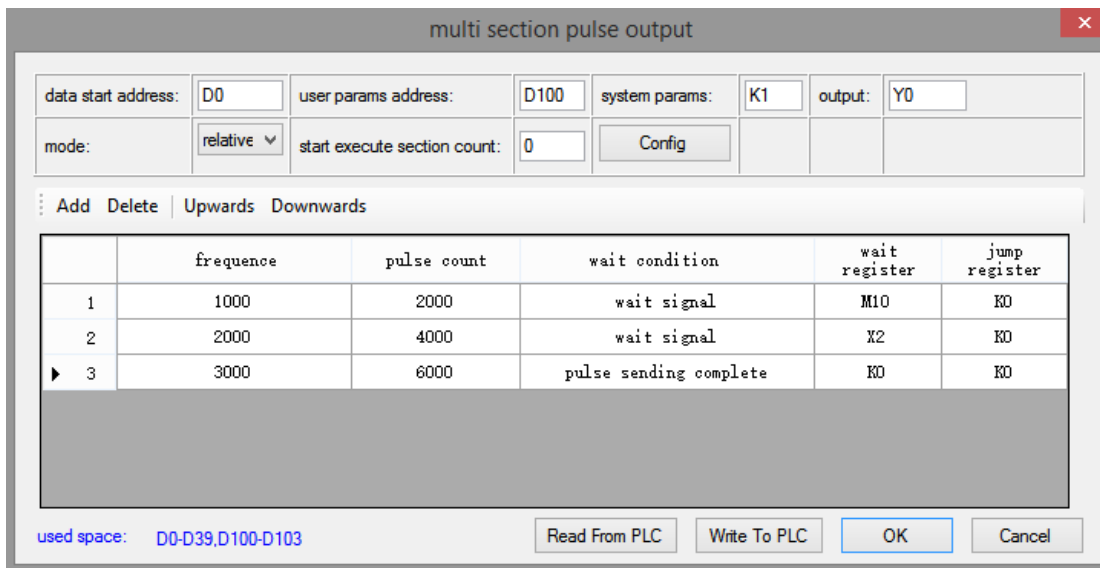 multi section pulse output
data start address: D0 user params address: D100 system params: K1 output: Y0
mode: relative start execute section count: 0 Config
Add Delete Upwards Downwards
frequence pulse count wait condition wait register jump register
1 1000 2000 wait signal M10 K0
2 2000 4000 wait signal X2 K0
3 3000 6000 pulse sending complete K0 K0
used space: D0-D39,D100-D103 Read From PLC Write To PLC OK Cancel